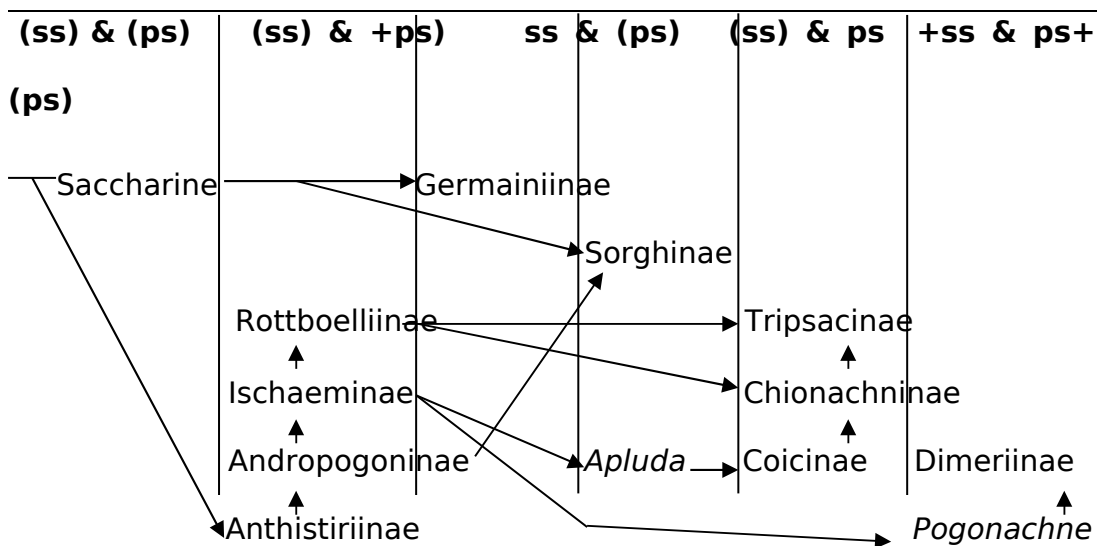 (ss) & (ps) (ss) & +ps) ss & (ps) (ss) & ps +ss & ps+
(ps)
Saccharine Germainiinae
Sorghinae
Rottboelliinae Tripsacinae
Ischaeminae Chionachninae
Andropogoninae Apluda Coicinae Dimeriinae
Anthistiriinae Pogonachne